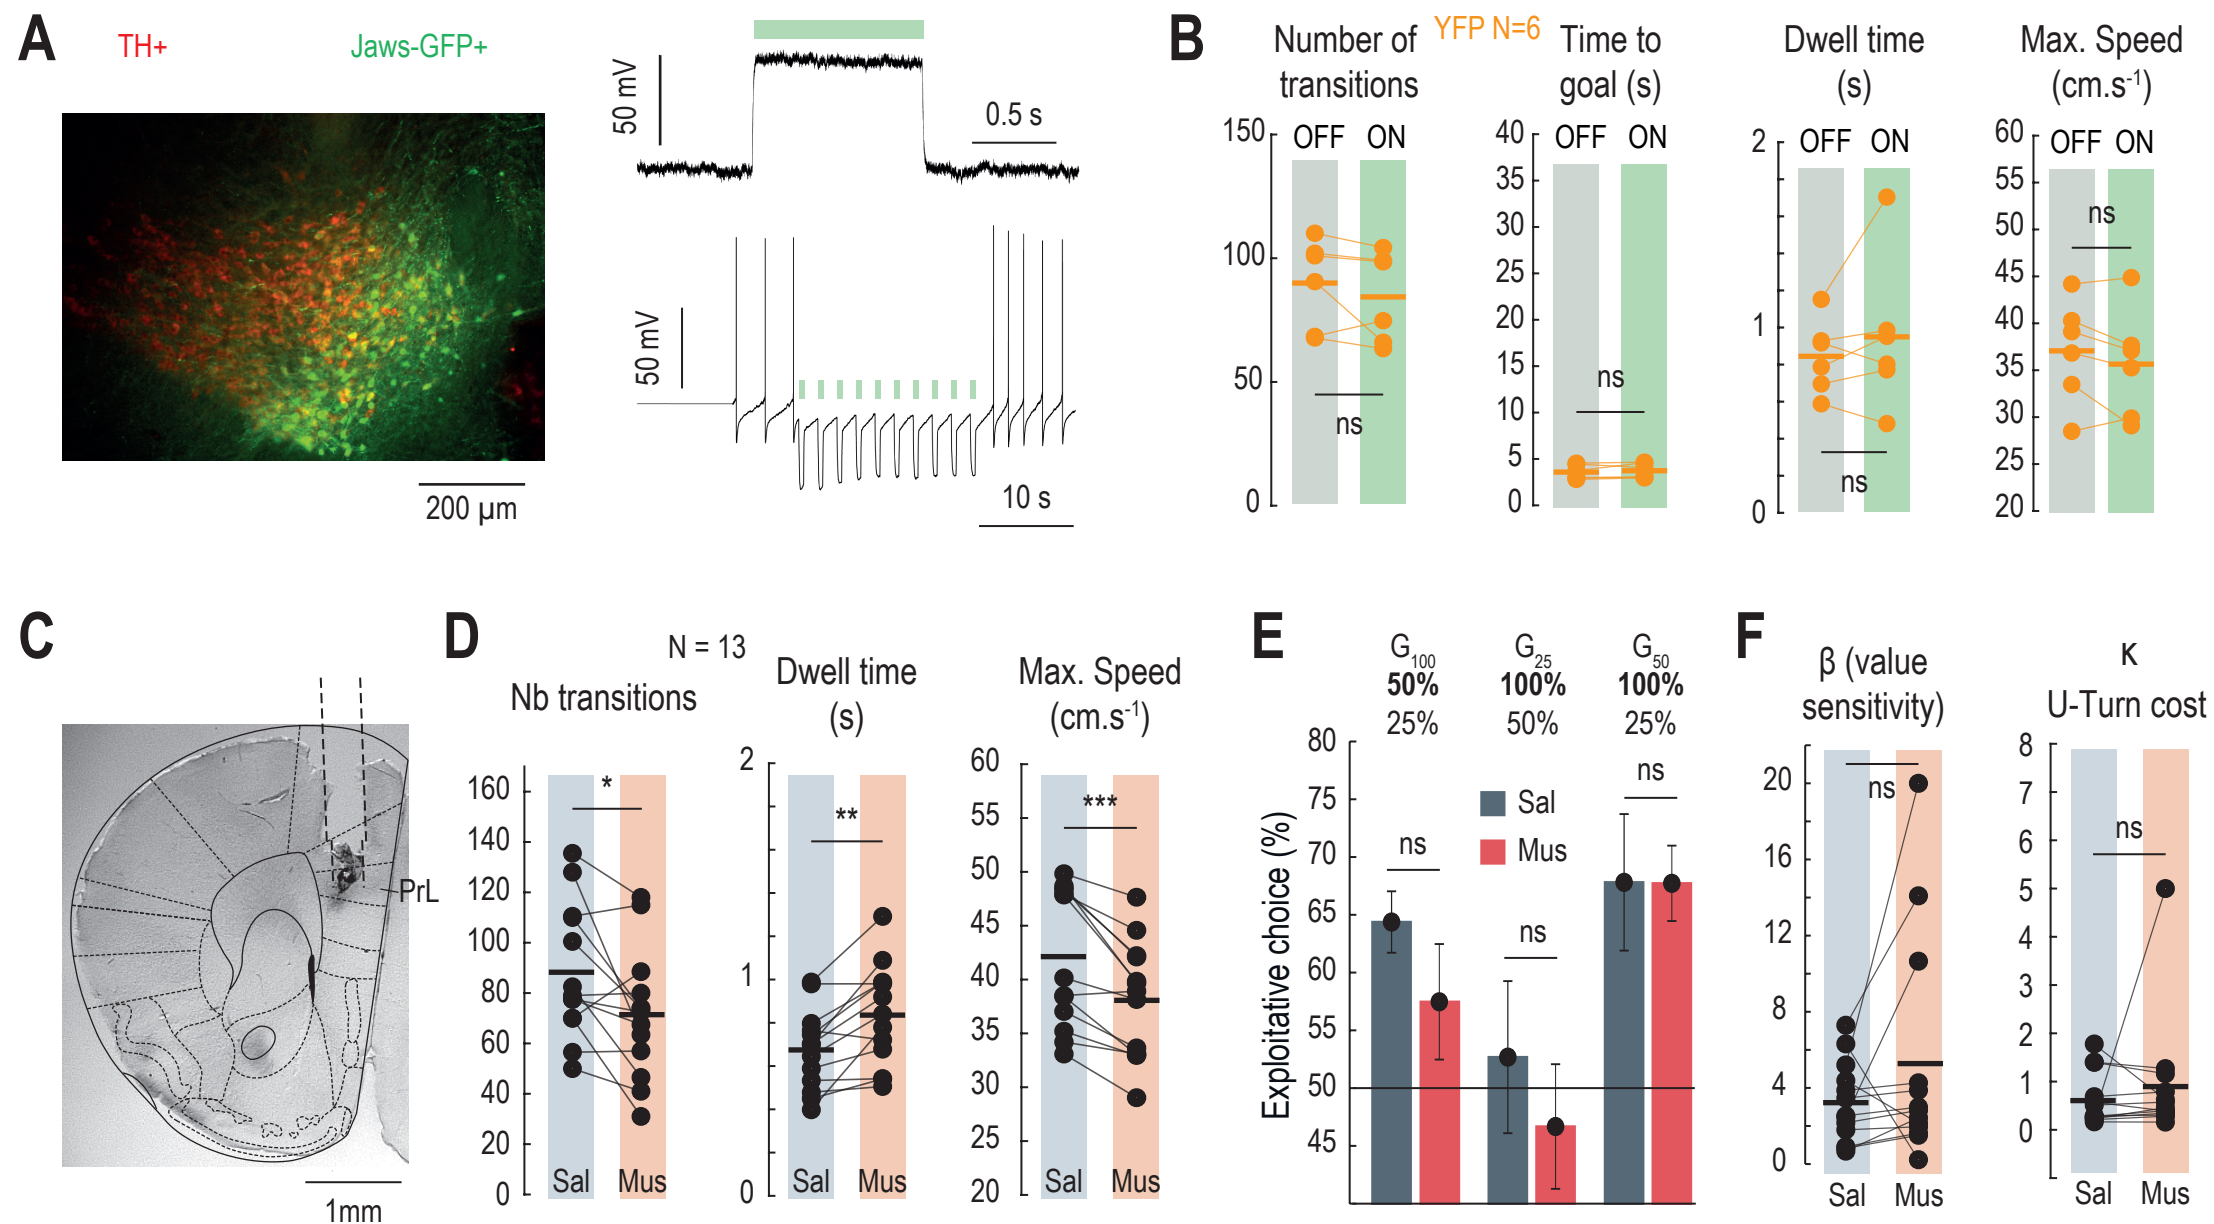 A
TH+
Jaws-GFP+
50 mV
0.5 s
50 mV
10 s
200 µm
B
YFP N=6
Number of
transitions
OFF ON
150
100
50
0
ns
Time to
goal (s)
OFF ON
40
35
30
25
20
15
10
5
0
ns
Dwell time
(s)
OFF ON
2
1
0
ns
Max. Speed
(cm.s-1)
OFF ON
60
55
50
45
40
35
30
25
20
ns
C
PrL
1mm
D
N = 13
Nb transitions
160
140
120
100
80
60
40
20
0
*
Sal Mus
Dwell time
(s)
2
1
0
**
Sal Mus
Max. Speed
(cm.s-1)
60
55
50
45
40
35
30
25
20
***
Sal Mus
E
G100 G25 G50
50% 100% 100%
25% 50% 25%
Exploitative choice (%)
80
75
70
65
60
55
50
45
Sal
Mus
ns
ns
ns
F
β (value
sensitivity)
20
16
12
8
4
0
ns
Sal Mus
κ
U-Turn cost
8
7
6
5
4
3
2
1
0
ns
Sal Mus